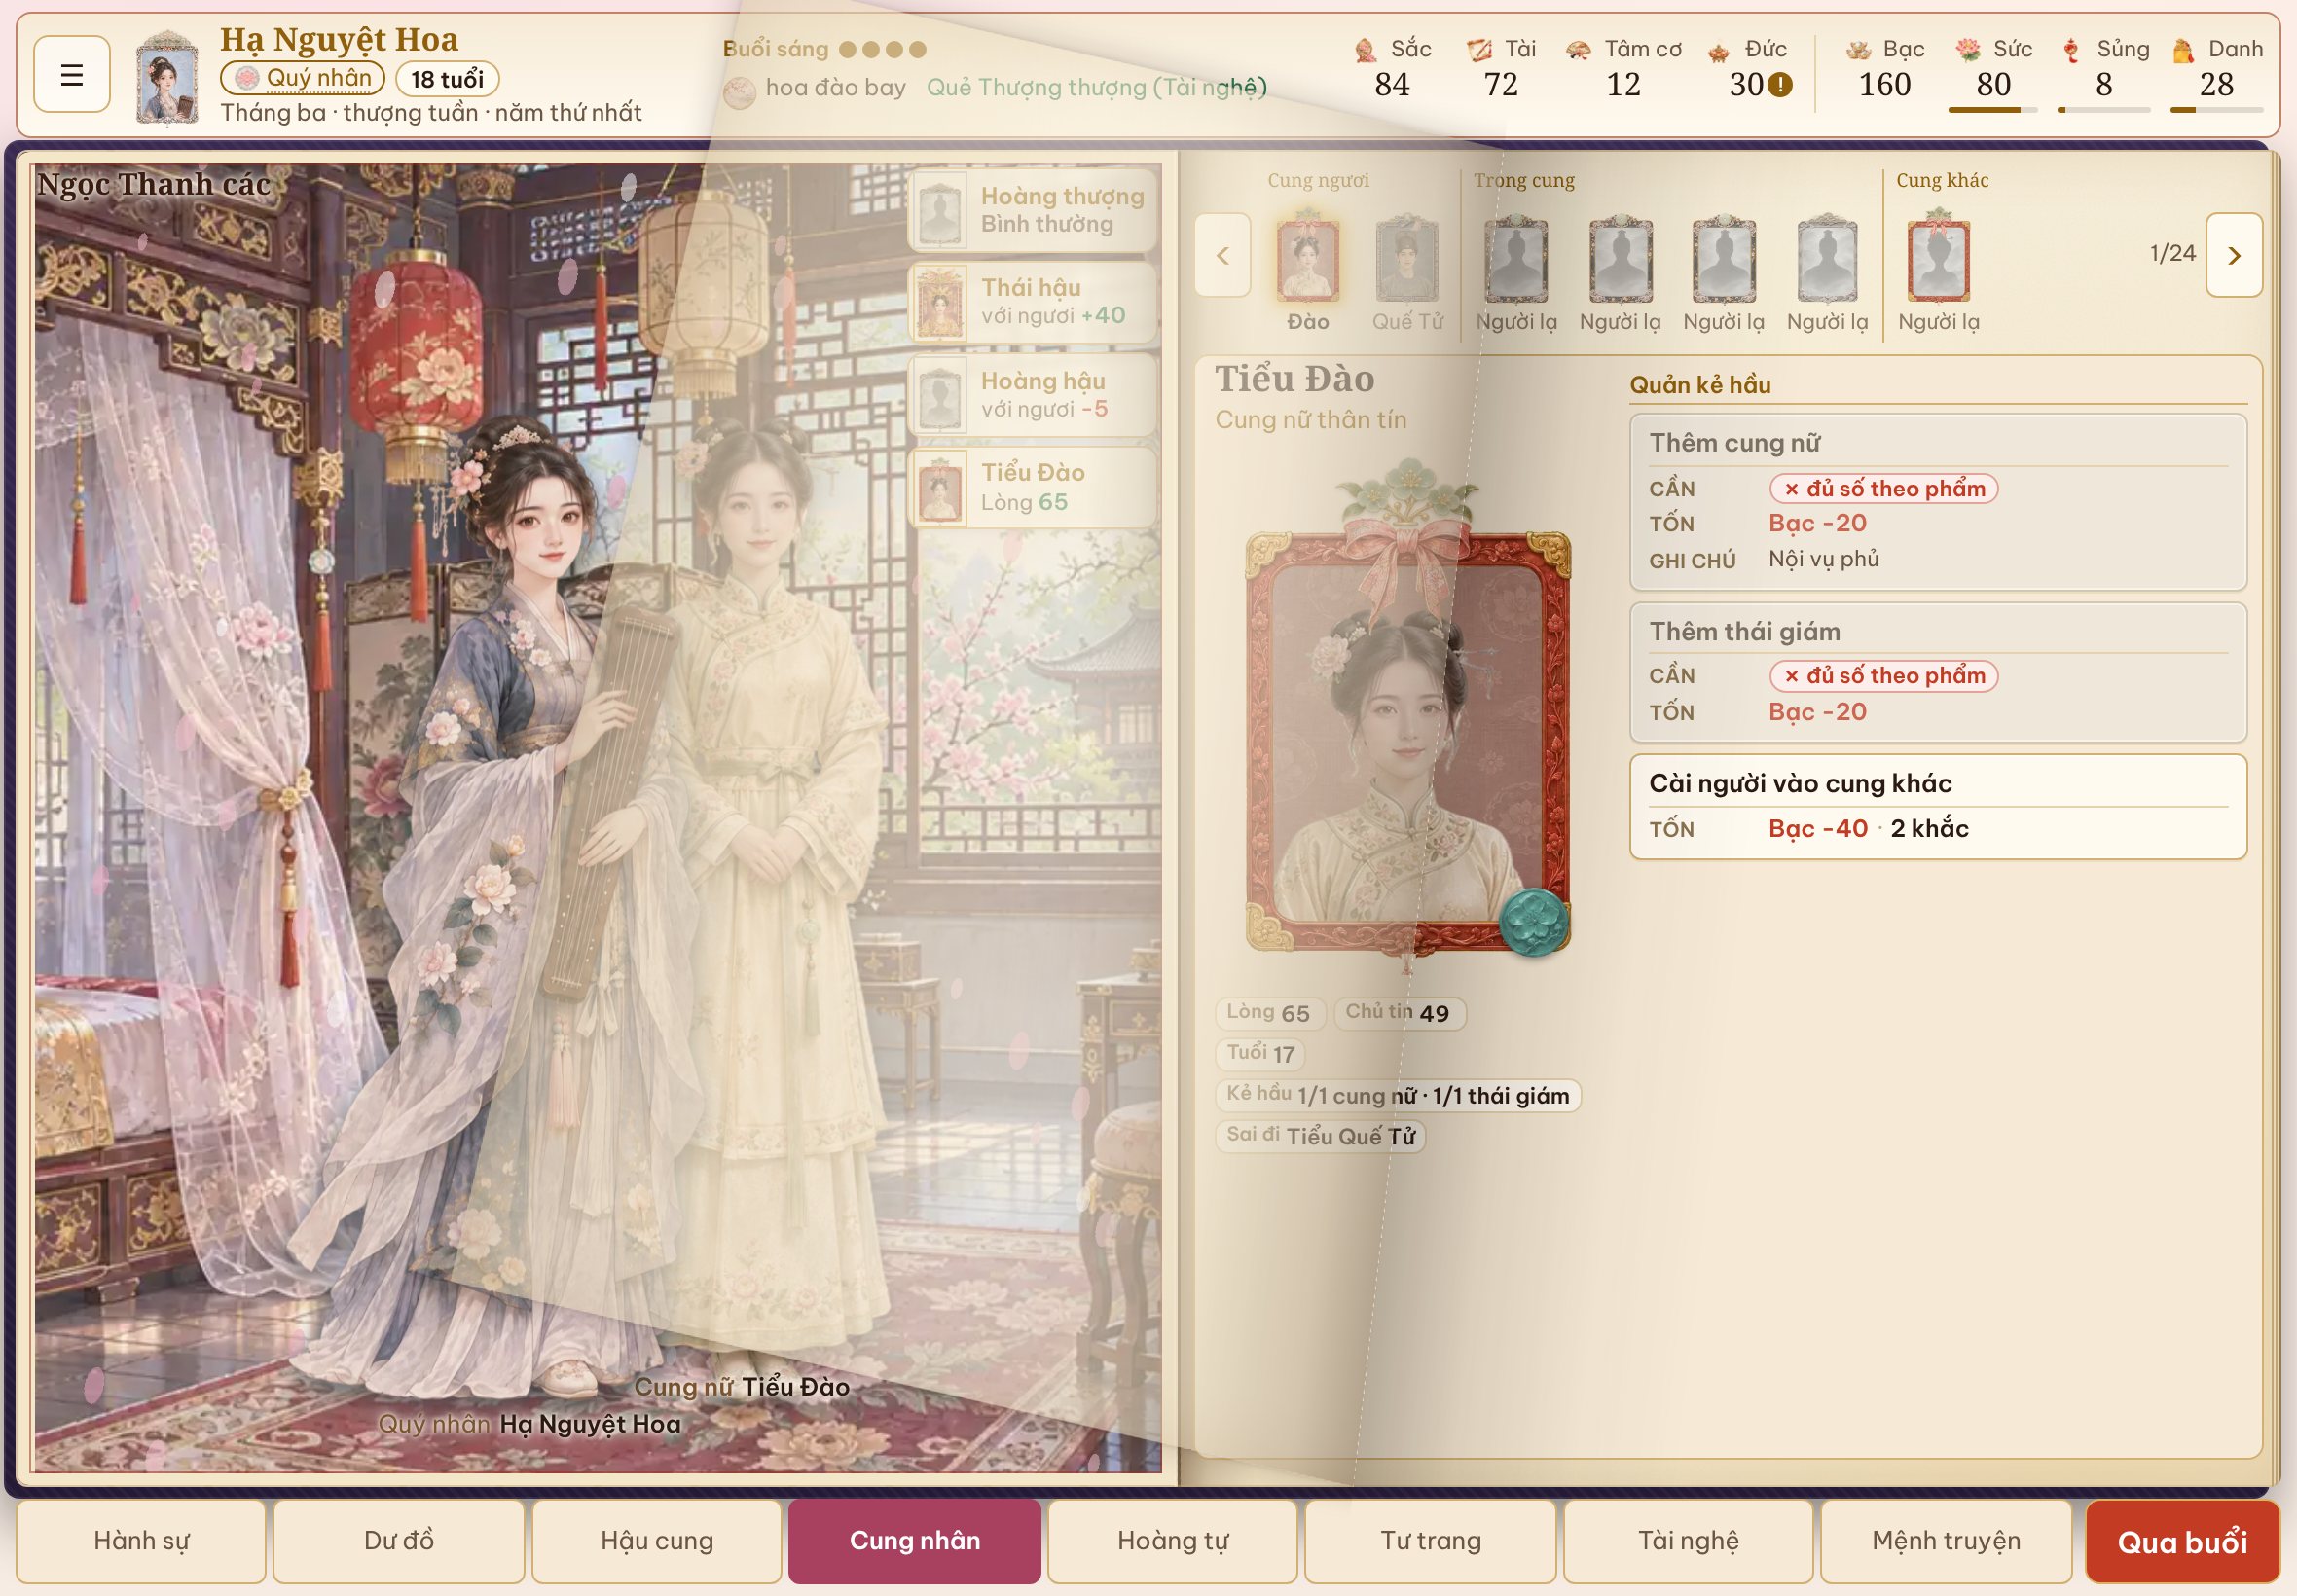 ☰
Hạ Nguyệt Hoa
Quý nhân 18 tuổi
Tháng ba · thượng tuần · năm thứ nhất
Buổi sáng
hoa đào bay Quẻ Thượng thượng (Tài nghệ)
Sắc 84
Tài 72
Tâm cơ 12
Đức 30 !
Bạc 160
Sức 80
Sủng 8
Danh 28
Ngọc Thanh các
Hoàng thượng
Bình thường
Thái hậu
với ngươi +40
Hoàng hậu
với ngươi -5
Tiểu Đào
Lòng 65
Cung nữ Tiểu Đào
Quý nhân Hạ Nguyệt Hoa
Cung ngươi
Trong cung
Cung khác
Đào
Quế Tử
Người lạ
Người lạ
Người lạ
Người lạ
Người lạ
1/24
Tiểu Đào
Cung nữ thân tín
Lòng 65
Chủ tin 49
Tuổi 17
Kẻ hầu 1/1 cung nữ · 1/1 thái giám
Sai đi Tiểu Quế Tử
Quản kẻ hầu
Thêm cung nữ
CẦN × đủ số theo phẩm
TỐN Bạc -20
GHI CHÚ Nội vụ phủ
Thêm thái giám
CẦN × đủ số theo phẩm
TỐN Bạc -20
Cài người vào cung khác
TỐN Bạc -40 · 2 khắc
Hành sự
Dư đồ
Hậu cung
Cung nhân
Hoàng tự
Tư trang
Tài nghệ
Mệnh truyện
Qua buổi